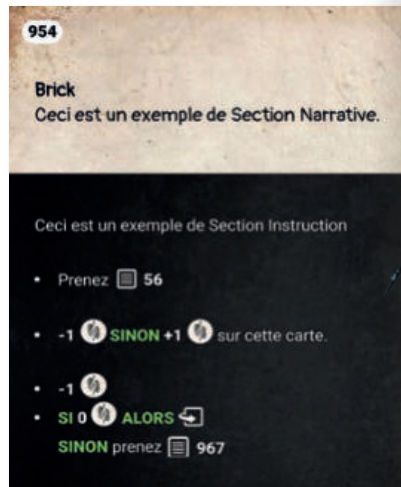 954
Brick
Ceci est un exemple de Section Narrative.
Ceci est un exemple de Section Instruction
• Prenez 56
• -1 SINON +1 sur cette carte.
• -1
• SI 0 ALORS
SINON prenez 967